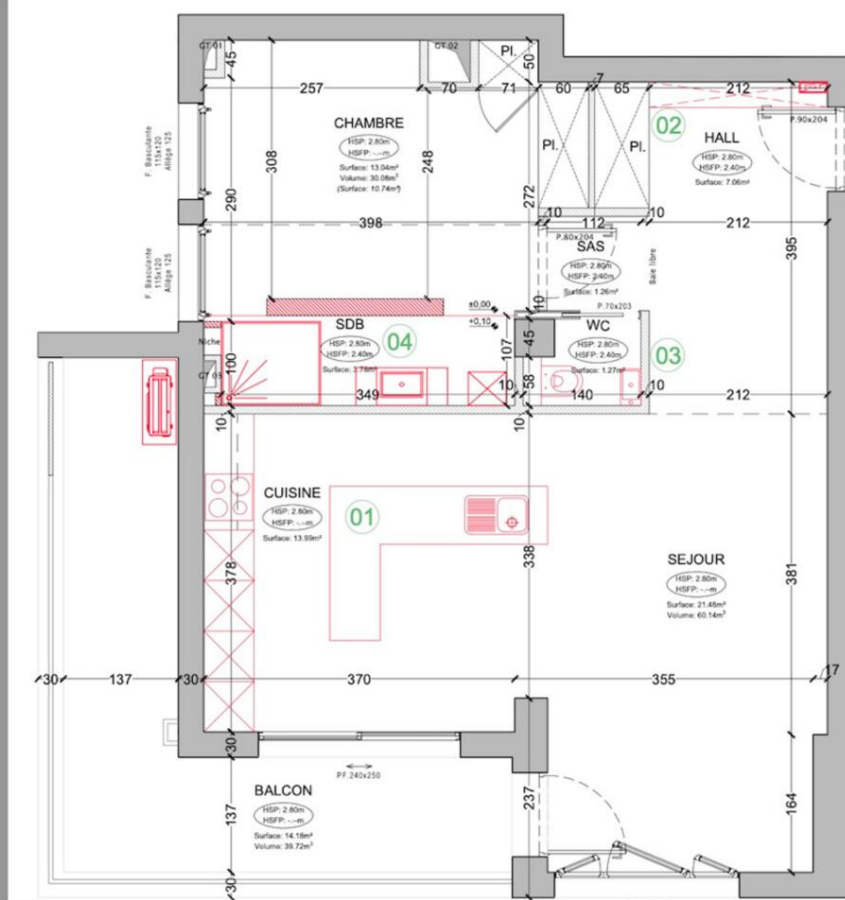 GT 01
45
GT 02
Pl.
50
257
70
71
60
7
65
212
P.90x204
02
CHAMBRE
HSP: 2.80m
HSFP: -.--m
Surface: 13.04m²
Volume: 30.08m³
(Surface: 10.74m²)
308
248
290
272
Pl.
Pl.
HALL
HSP: 2.80m
HSFP: 2.40m
Surface: 7.06m²
F. Basculante
115x120
Allège 125
398
10
112
10
212
P.80x204
SAS
HSP: 2.80m
HSFP: 2.40m
Surface: 1.26m²
Baie libre
395
F. Basculante
115x120
Allège 125
±0,00
+0,10
10
P.70x203
Niche
GT 03
100
SDB
HSP: 2.80m
HSFP: 2.40m
Surface: 3.78m²
04
107
45
58
WC
HSP: 2.80m
HSFP: 2.40m
Surface: 1.27m²
03
349
10
140
10
212
10
10
CUISINE
HSP: 2.80m
HSFP: -.--m
Surface: 13.99m²
01
378
338
SEJOUR
HSP: 2.80m
HSFP: -.--m
Surface: 21.48m²
Volume: 60.14m³
381
30
137
30
370
355
17
30
PF.240x250
BALCON
HSP: 2.80m
HSFP: -.--m
Surface: 14.18m²
Volume: 39.72m³
137
237
164
30